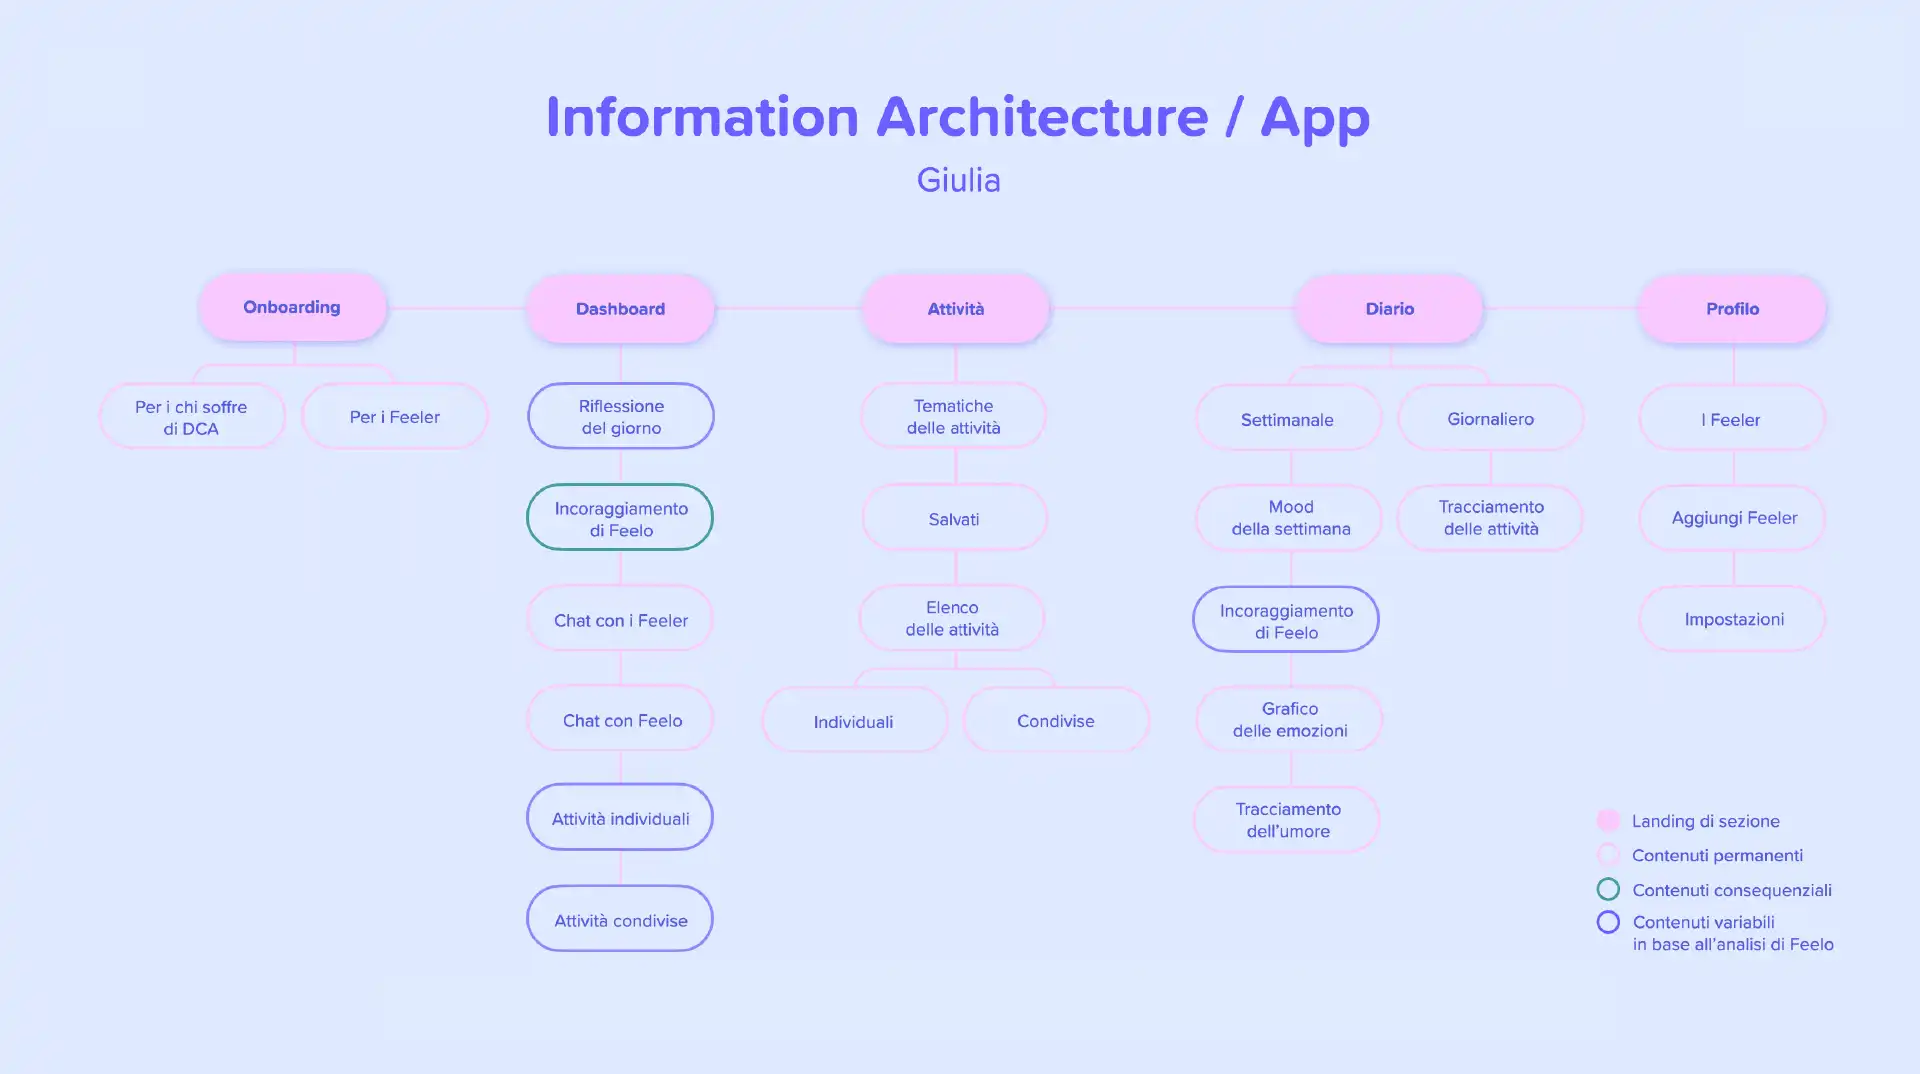 Information Architecture / App
Giulia
Onboarding
Dashboard
Attività
Diario
Profilo
Per i chi soffre
di DCA
Per i Feeler
Riflessione
del giorno
Incoraggiamento
di Feelo
Chat con i Feeler
Chat con Feelo
Attività individuali
Attività condivise
Tematiche
delle attività
Salvati
Elenco
delle attività
Individuali
Condivise
Settimanale
Mood
della settimana
Incoraggiamento
di Feelo
Grafico
delle emozioni
Tracciamento
dell'umore
Giornaliero
Tracciamento
delle attività
I Feeler
Aggiungi Feeler
Impostazioni
Landing di sezione
Contenuti permanenti
Contenuti consequenziali
Contenuti variabili
in base all'analisi di Feelo